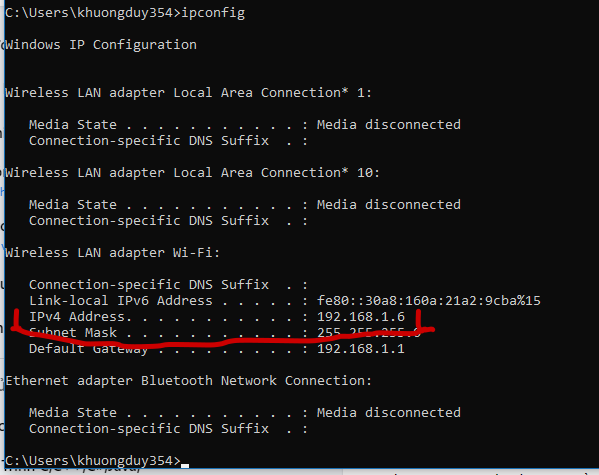 C:\Users\khuongduy354>ipconfig
Windows IP Configuration
Wireless LAN adapter Local Area Connection* 1:
Media State . . . . . . . . . . . : Media disconnected
Connection-specific DNS Suffix  . :
Wireless LAN adapter Local Area Connection* 10:
Media State . . . . . . . . . . . : Media disconnected
Connection-specific DNS Suffix  . :
Wireless LAN adapter Wi-Fi:
Connection-specific DNS Suffix  . :
Link-local IPv6 Address . . . . . : fe80::30a8:160a:21a2:9cba%15
IPv4 Address. . . . . . . . . . . : 192.168.1.6
Subnet Mask . . . . . . . . . . . : 255.255.255.0
Default Gateway . . . . . . . . . : 192.168.1.1
Ethernet adapter Bluetooth Network Connection:
Media State . . . . . . . . . . . : Media disconnected
Connection-specific DNS Suffix  . :
C:\Users\khuongduy354>